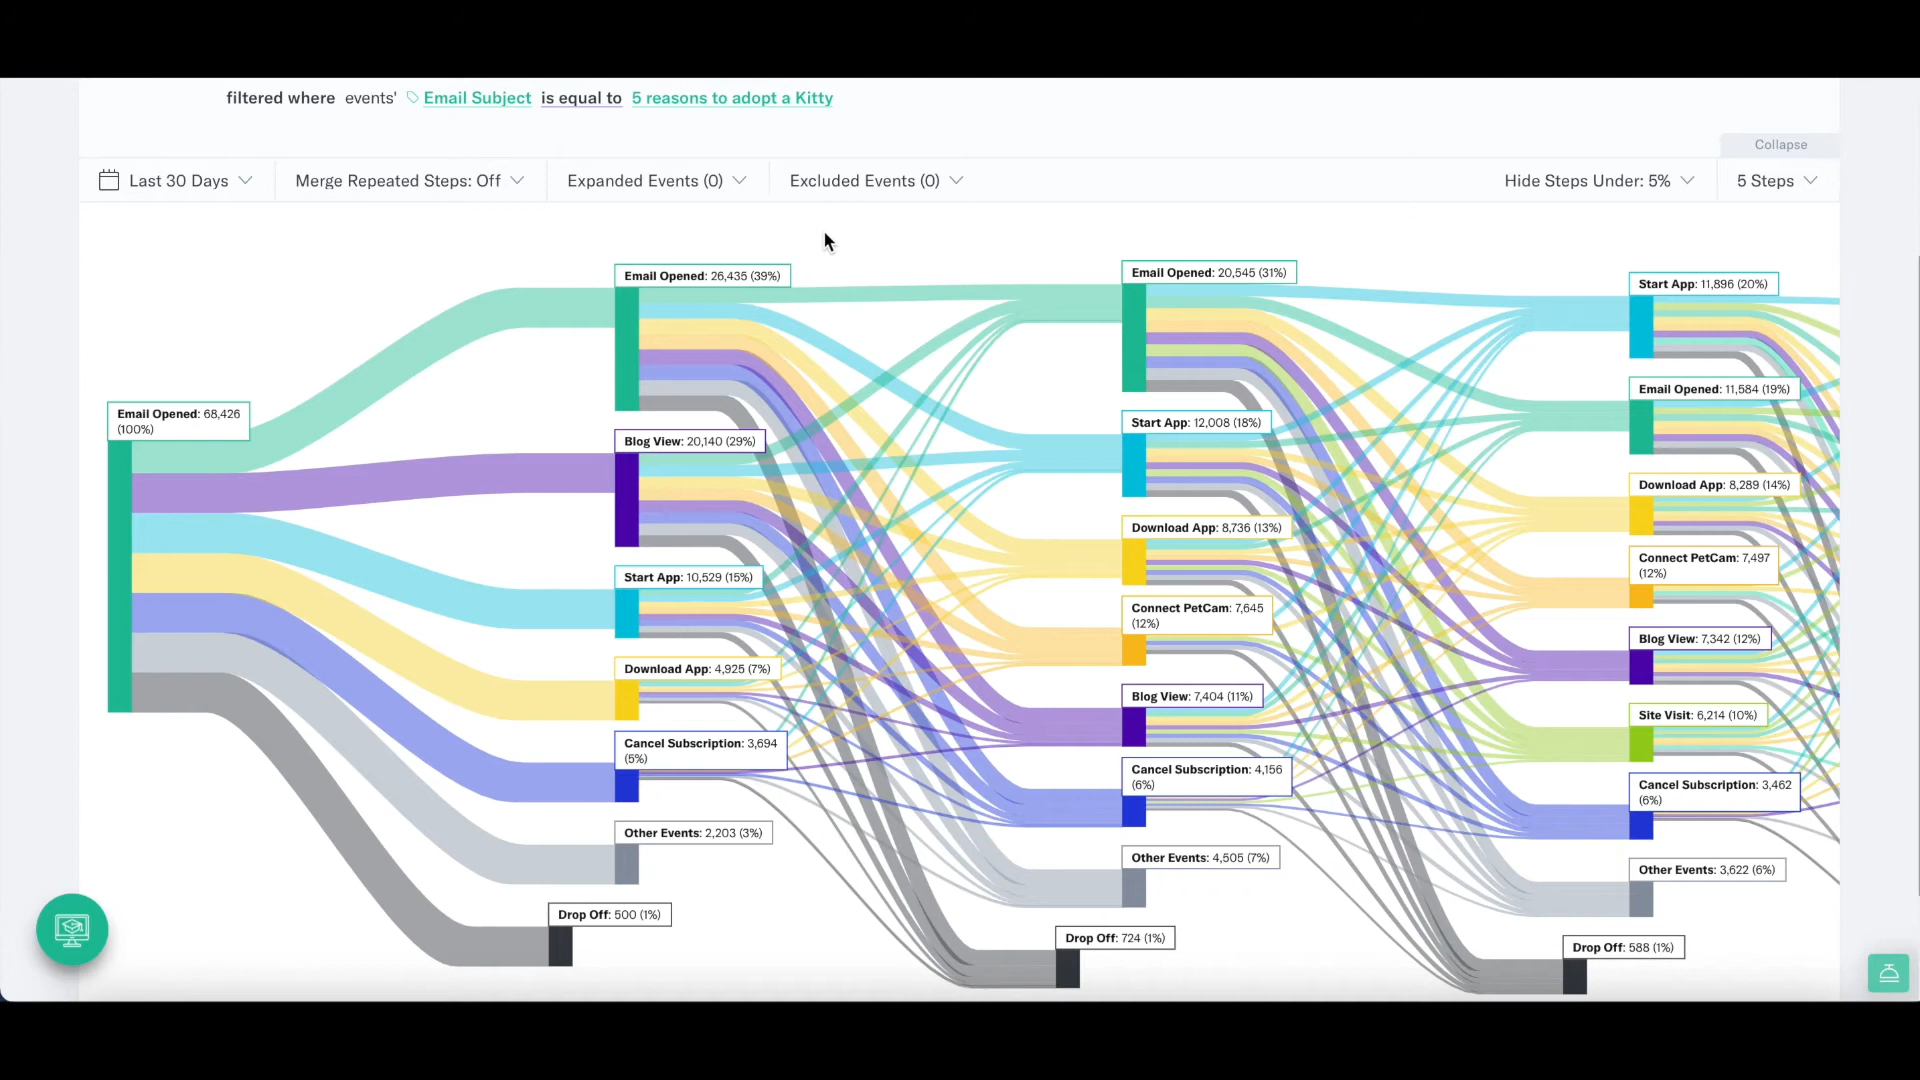 filtered where events' Email Subject is equal to 5 reasons to adopt a Kitty
Collapse
Last 30 Days
Merge Repeated Steps: Off
Expanded Events (0)
Excluded Events (0)
Hide Steps Under: 5%
5 Steps
Email Opened: 68,426
(100%)
Email Opened: 26,435 (39%)
Blog View: 20,140 (29%)
Start App: 10,529 (15%)
Download App: 4,925 (7%)
Cancel Subscription: 3,694
(5%)
Other Events: 2,203 (3%)
Drop Off: 500 (1%)
Email Opened: 20,545 (31%)
Start App: 12,008 (18%)
Download App: 8,736 (13%)
Connect PetCam: 7,645
(12%)
Blog View: 7,404 (11%)
Cancel Subscription: 4,156
(6%)
Other Events: 4,505 (7%)
Drop Off: 724 (1%)
Start App: 11,896 (20%)
Email Opened: 11,584 (19%)
Download App: 8,289 (14%)
Connect PetCam: 7,497
(12%)
Blog View: 7,342 (12%)
Site Visit: 6,214 (10%)
Cancel Subscription: 3,462
(6%)
Other Events: 3,622 (6%)
Drop Off: 588 (1%)